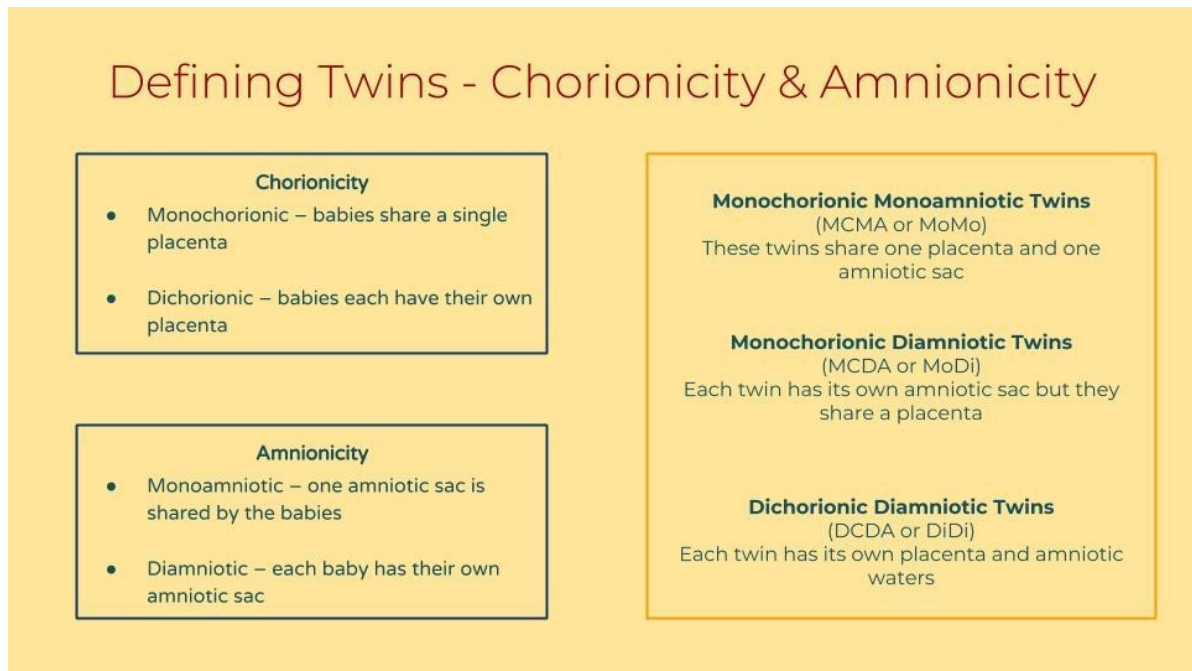 Defining Twins - Chorionicity & Amnionicity
Chorionicity
● Monochorionic – babies share a single
placenta
● Dichorionic – babies each have their own
placenta
Amnionicity
● Monoamniotic – one amniotic sac is
shared by the babies
● Diamniotic – each baby has their own
amniotic sac
Monochorionic Monoamniotic Twins
(MCMA or MoMo)
These twins share one placenta and one
amniotic sac
Monochorionic Diamniotic Twins
(MCDA or MoDi)
Each twin has its own amniotic sac but they
share a placenta
Dichorionic Diamniotic Twins
(DCDA or DiDi)
Each twin has its own placenta and amniotic
waters